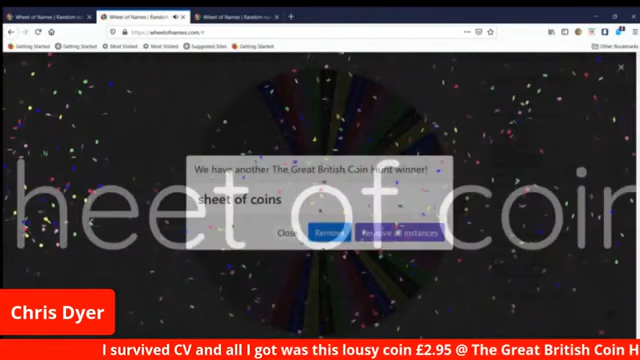 Wheel of Names | Random
Wheel of Names | Random
Wheel of Names | Random
https://wheelofnames.com/#
Getting Started
Getting Started
Most Visited
Most Visited
Suggested Sites
Getting Started
Other Bookmarks
We have another The Great British Coin Hunt winner!
sheet of coins
heet of coin
Close
Remove
Remove all instances
Chris Dyer
I survived CV and all I got was this lousy coin £2.95 @ The Great British Coin H